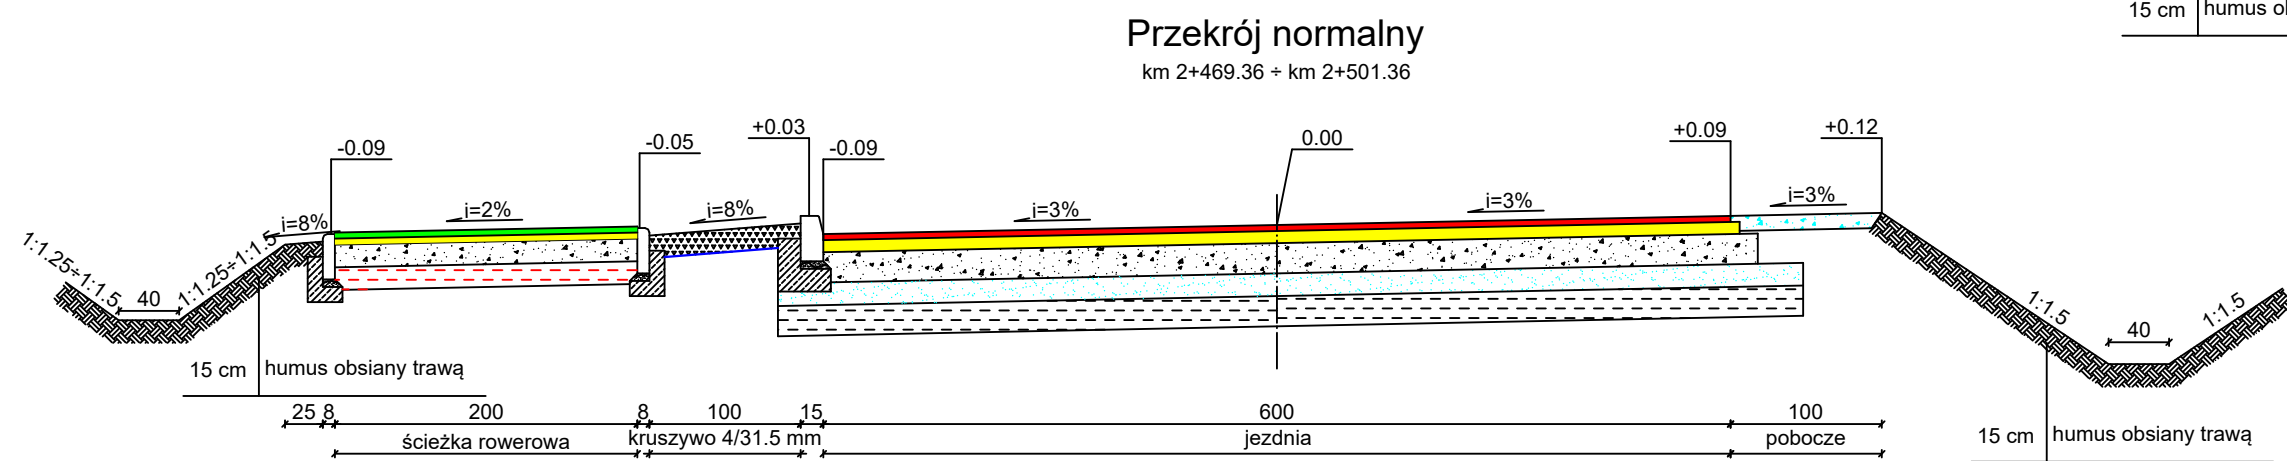 15 cm humus ob
Przekrój normalny
km 2+469.36 ÷ km 2+501.36
-0.09
-0.05
+0.03
-0.09
0.00
+0.09
+0.12
i=8%
i=2%
i=8%
i=3%
i=3%
i=3%
1:1.25÷1:1.5
40
1:1.25÷1:1.5
1:1.5
40
1:1.5
15 cm humus obsiany trawą
25 8 200 8 100 15 600 100
ścieżka rowerowa kruszywo 4/31.5 mm jezdnia pobocze
15 cm humus obsiany trawą